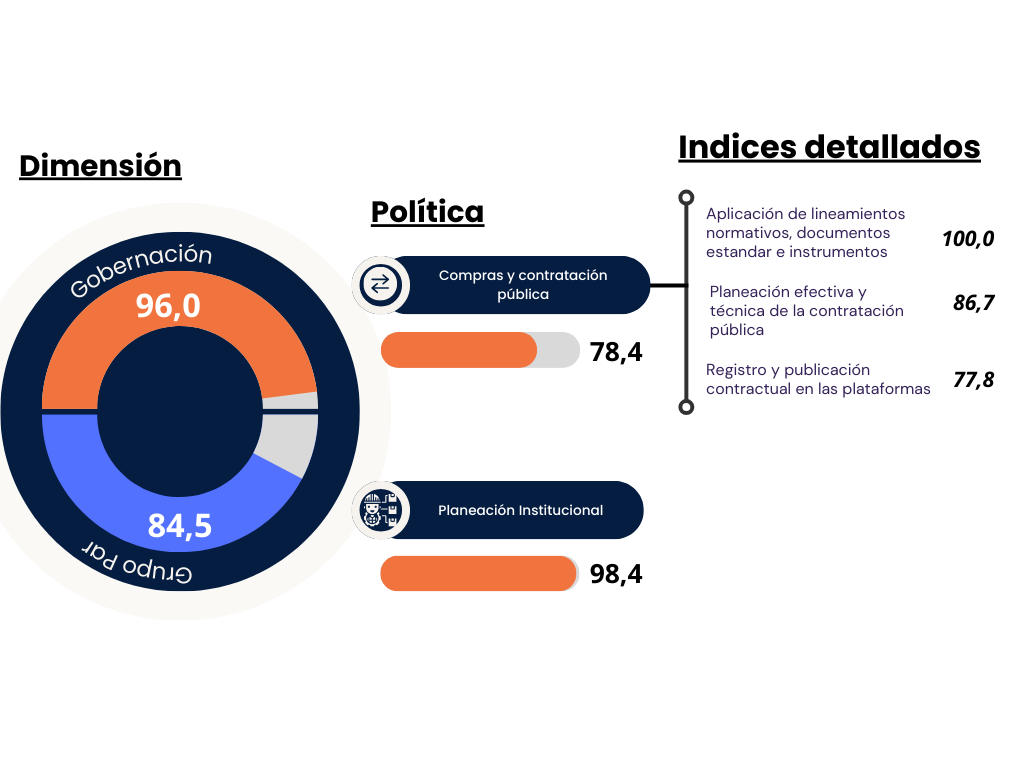 Dimensión
Gobernación
96,0
84,5
Grupo Par
Política
Compras y contratación
pública
78,4
Planeación Institucional
98,4
Indices detallados
Aplicación de lineamientos
normativos, documentos
estandar e instrumentos
100,0
Planeación efectiva y
técnica de la contratación
pública
86,7
Registro y publicación
contractual en las plataformas
77,8